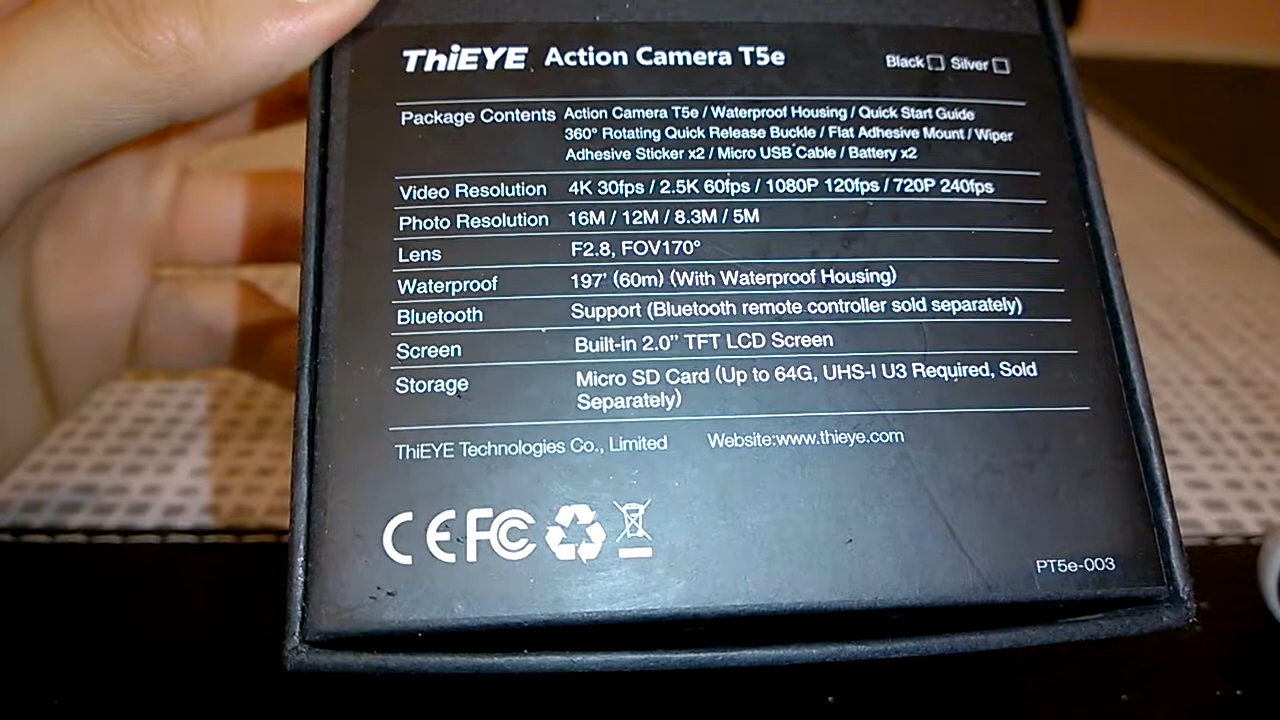 ThiEYE Action Camera T5e Black Silver
Package Contents Action Camera T5e / Waterproof Housing / Quick Start Guide
360° Rotating Quick Release Buckle / Flat Adhesive Mount / Wiper
Adhesive Sticker x2 / Micro USB Cable / Battery x2
Video Resolution 4K 30fps / 2.5K 60fps / 1080P 120fps / 720P 240fps
Photo Resolution 16M / 12M / 8.3M / 5M
Lens F2.8, FOV170°
Waterproof 197' (60m) (With Waterproof Housing)
Bluetooth Support (Bluetooth remote controller sold separately)
Screen Built-in 2.0" TFT LCD Screen
Storage Micro SD Card (Up to 64G, UHS-I U3 Required, Sold
Separately)
ThiEYE Technologies Co., Limited Website:www.thieye.com
CE FC
PT5e-003